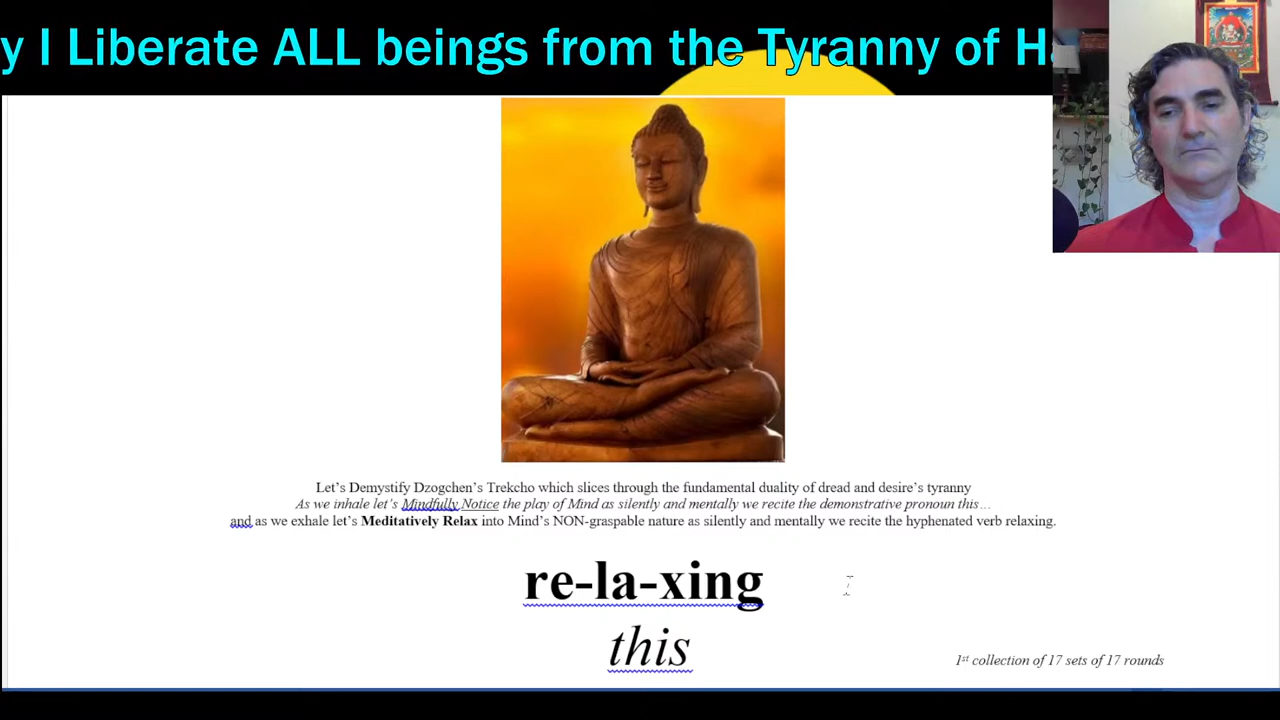 y I Liberate ALL beings from the Tyranny of Ha
Let's Demystify Dzogchen's Trekcho which slices through the fundamental duality of dread and desire's tyranny
As we inhale let's Mindfully Notice the play of Mind as silently and mentally we recite the demonstrative pronoun this…
and as we exhale let's Meditatively Relax into Mind's NON-graspable nature as silently and mentally we recite the hyphenated verb relaxing.
re-la-xing
this
1st collection of 17 sets of 17 rounds